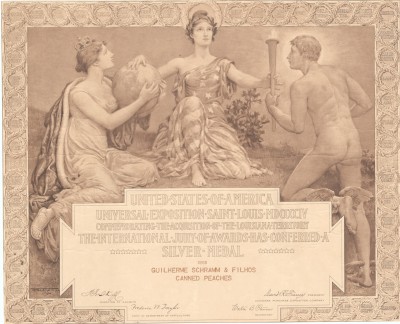 UNITED·STATES·OF·AMERICA
UNIVERSAL·EXPOSITION·SAINT·LOUIS·MDCCCCIV
COMMEMORATING·THE·ACQUISITION·OF·THE·LOUISIANA·TERRITORY
THE·INTERNATIONAL·JURY·OF·AWARDS·HAS·CONFERRED·A
SILVER·MEDAL
GUILHERME SCHRAMM & FILHOS
CANNED PEACHES